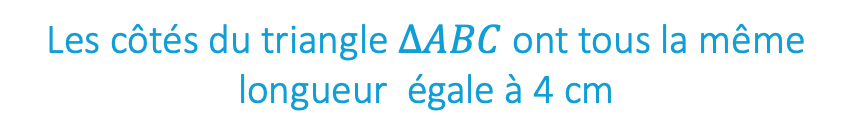 Les côtés du triangle Δ𝐴𝐵𝐶 ont tous la même
longueur  égale à 4 cm